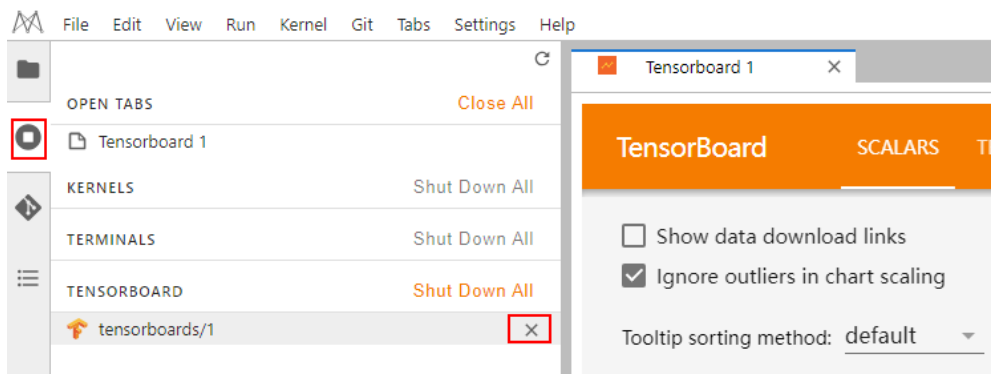 File Edit View Run Kernel Git Tabs Settings Help
OPEN TABS Close All
Tensorboard 1
KERNELS Shut Down All
TERMINALS Shut Down All
TENSORBOARD Shut Down All
tensorboards/1
Tensorboard 1
TensorBoard SCALARS
Show data download links
Ignore outliers in chart scaling
Tooltip sorting method: default